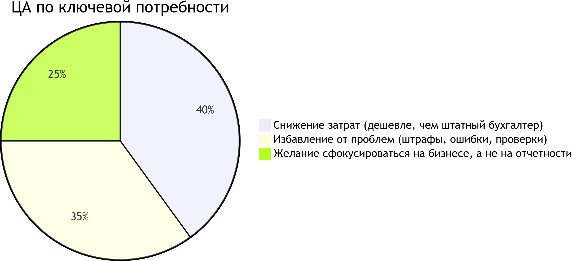 ЦА по ключевой потребности
25%
40%
35%
Снижение затрат (дешевле, чем штатный бухгалтер)
Избавление от проблем (штрафы, ошибки, проверки)
Желание сфокусироваться на бизнесе, а не на отчетности